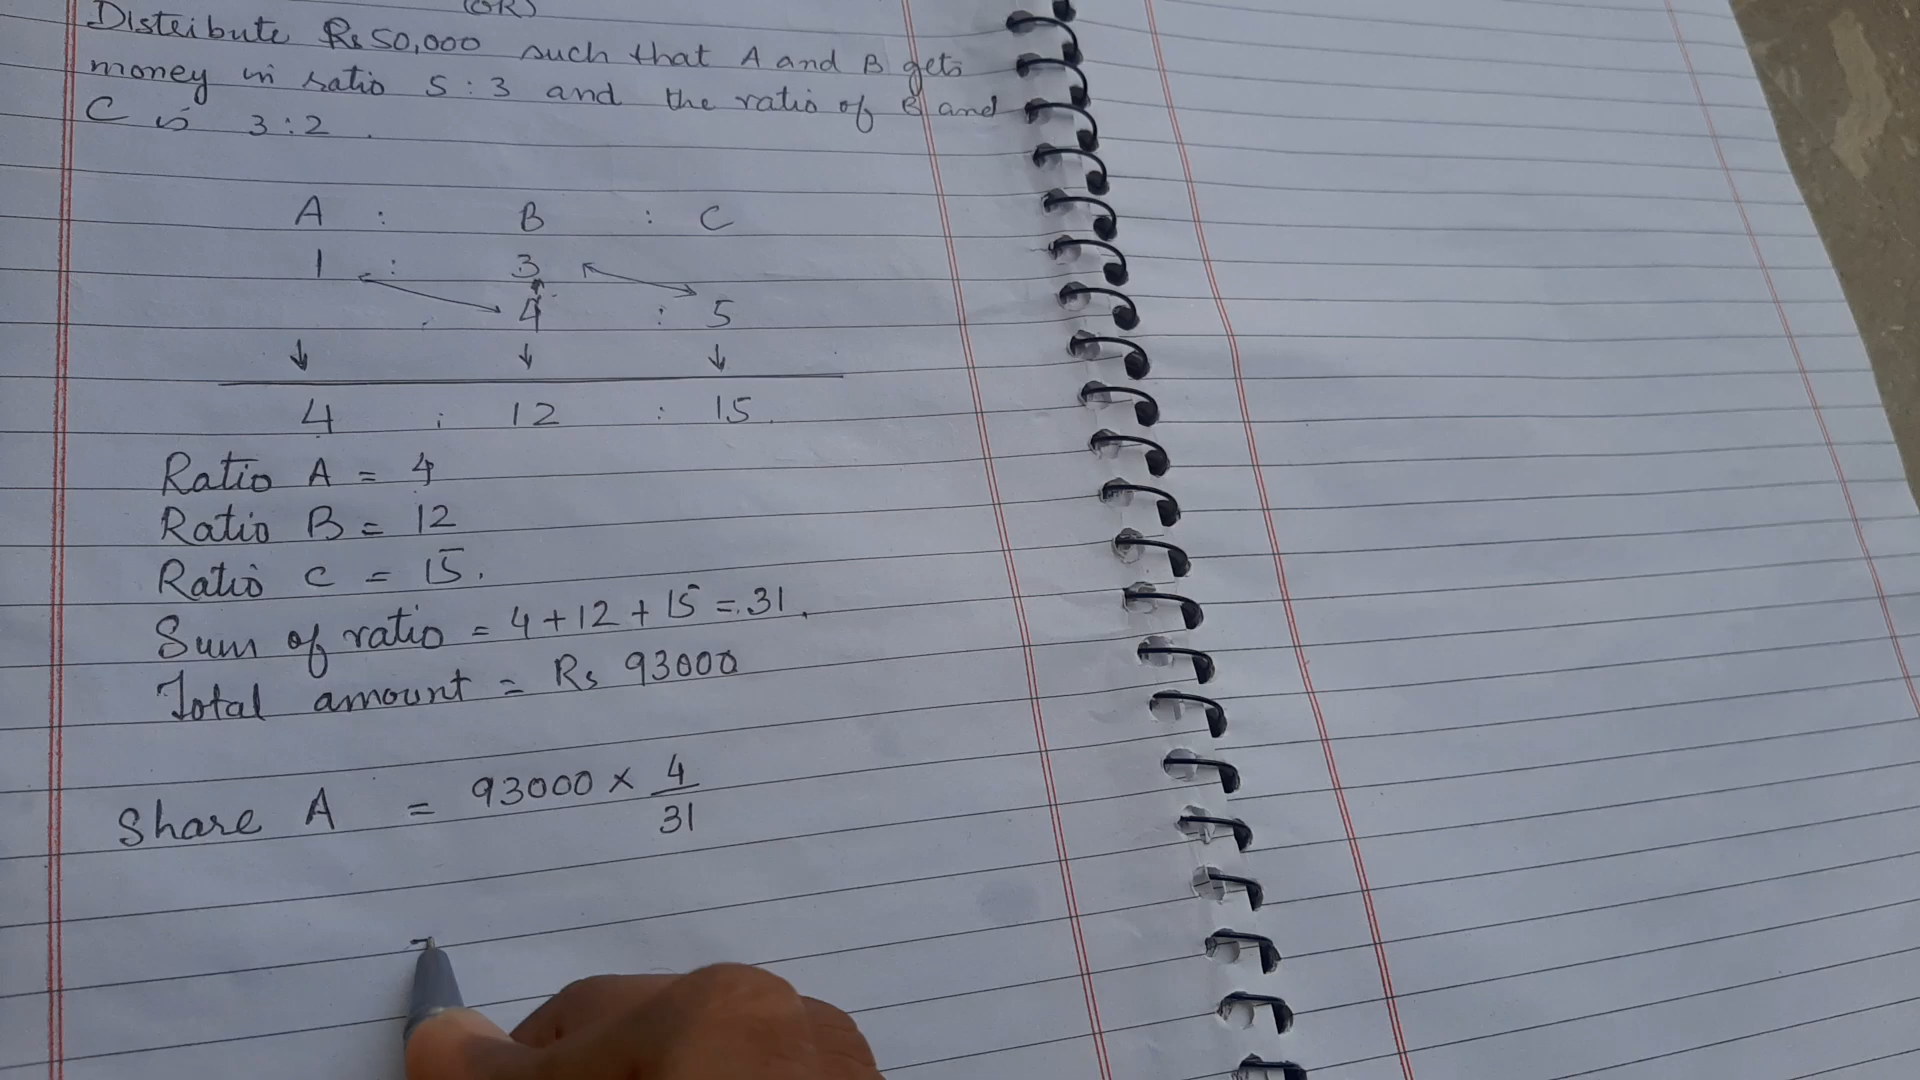 (OR)
Distribute Rs 50,000 such that A and B gets
money in ratio 5 : 3 and the ratio of B and
C is 3 : 2 .
A : B : C
1 : 3
4 : 5
4 : 12 : 15
Ratio A = 4
Ratio B = 12
Ratio C = 15.
Sum of ratio = 4 + 12 + 15 = 31.
Total amount = Rs 93000
Share A = 93000 × 4/31